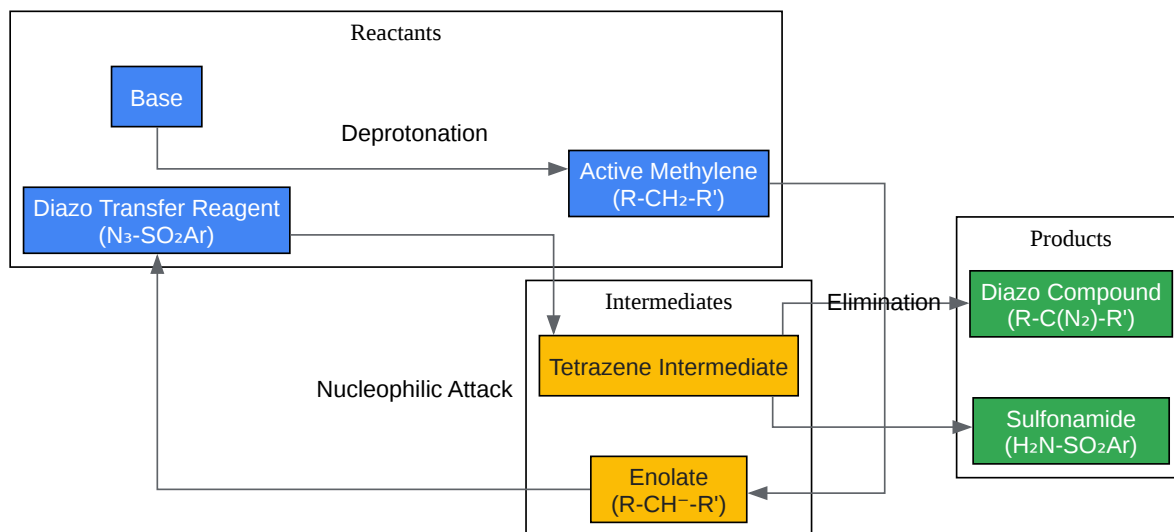 Reactants
Base
Deprotonation
Active Methylene
(R-CH₂-R')
Diazo Transfer Reagent
(N₃-SO₂Ar)
Products
Intermediates
Elimination
Diazo Compound
(R-C(N₂)-R')
Tetrazene Intermediate
Nucleophilic Attack
Sulfonamide
(H₂N-SO₂Ar)
Enolate
(R-CH⁻-R')